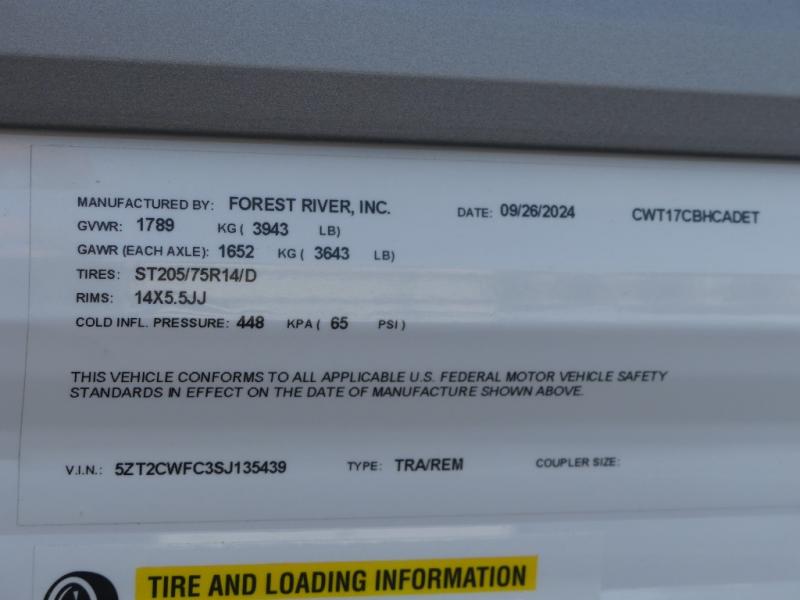 MANUFACTURED BY: FOREST RIVER, INC. DATE: 09/26/2024 CWT17CBHCADET
GVWR: 1789 KG ( 3943 LB)
GAWR (EACH AXLE): 1652 KG ( 3643 LB)
TIRES: ST205/75R14/D
RIMS: 14X5.5JJ
COLD INFL. PRESSURE: 448 KPA ( 65 PSI )
THIS VEHICLE CONFORMS TO ALL APPLICABLE U.S. FEDERAL MOTOR VEHICLE SAFETY
STANDARDS IN EFFECT ON THE DATE OF MANUFACTURE SHOWN ABOVE.
V.I.N.: 5ZT2CWFC3SJ135439 TYPE: TRA/REM COUPLER SIZE:
TIRE AND LOADING INFORMATION